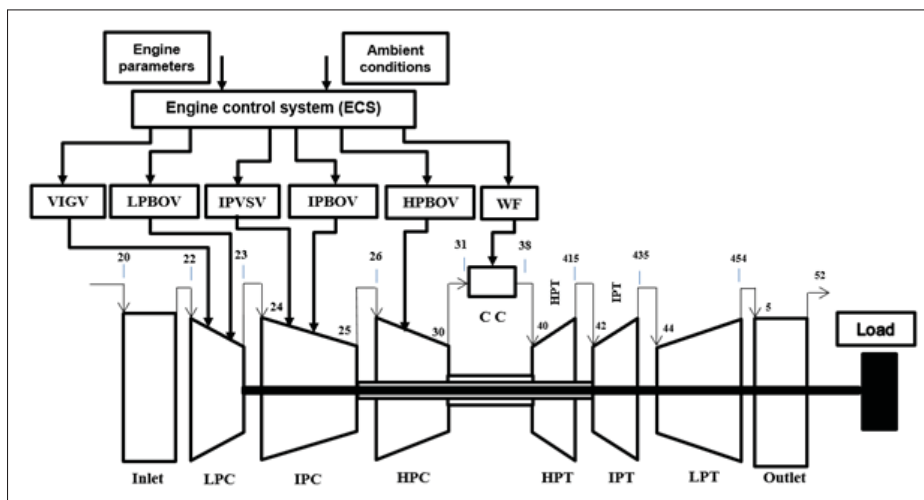 Engine
parameters
Ambient
conditions
Engine control system (ECS)
VIGV
LPBOV
IPVSV
IPBOV
HPBOV
WF
20
22
23
24
25
26
30
31
38
40
HPT
415
42
IPT
435
44
454
5
52
C C
Load
Inlet
LPC
IPC
HPC
HPT
IPT
LPT
Outlet